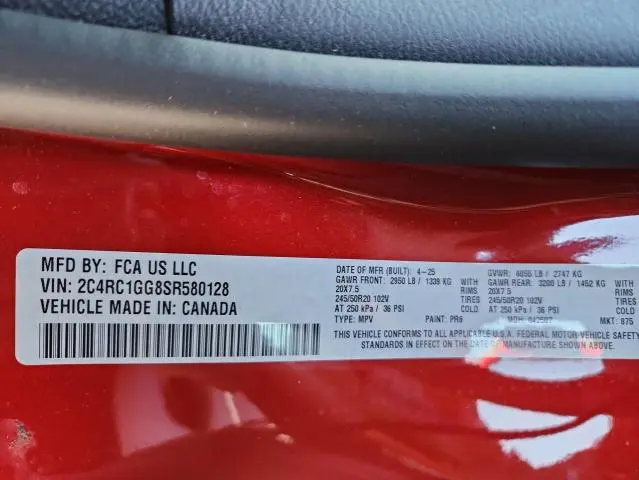 MFD BY: FCA US LLC
VIN: 2C4RC1GG8SR580128
VEHICLE MADE IN: CANADA
DATE OF MFR (BUILT): 4-25 GVWR: 6055 LB / 2747 KG
GAWR FRONT: 2950 LB / 1339 KG WITH GAWR REAR: 3200 LB / 1452 KG WITH
20X7.5 RIMS 20X7.5 RIMS
245/50R20 102V TIRES 245/50R20 102V TIRES
AT 250 kPa / 36 PSI COLD AT 250 kPa / 36 PSI COLD
TYPE: MPV PAINT: PR6 MDH: MKT: 875
CONFORMS TO ALL APPLICABLE U.S.A. FEDERAL MOTOR VEHICLE SAFETY
STANDARDS IN EFFECT ON THE DATE OF MANUFACTURE SHOWN ABOVE.